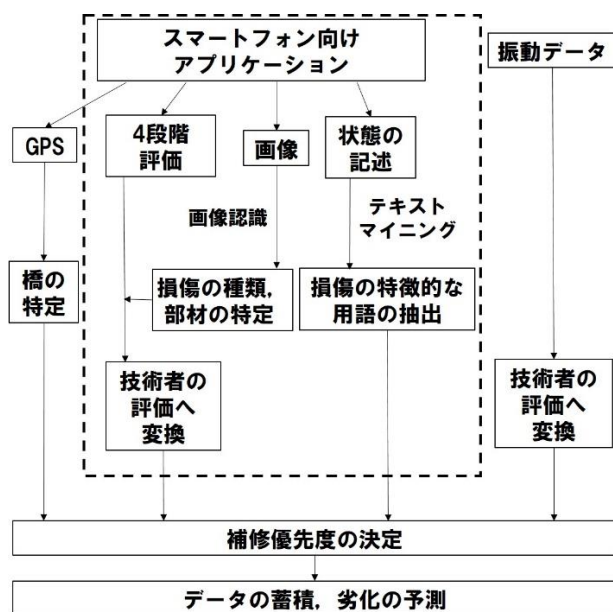 スマートフォン向け
アプリケーション
振動データ
GPS
4段階
評価
画像
状態の
記述
画像認識
テキスト
マイニング
橋の
特定
損傷の種類,
部材の特定
損傷の特徴的な
用語の抽出
技術者の
評価へ
変換
技術者の
評価へ
変換
補修優先度の決定
データの蓄積, 劣化の予測